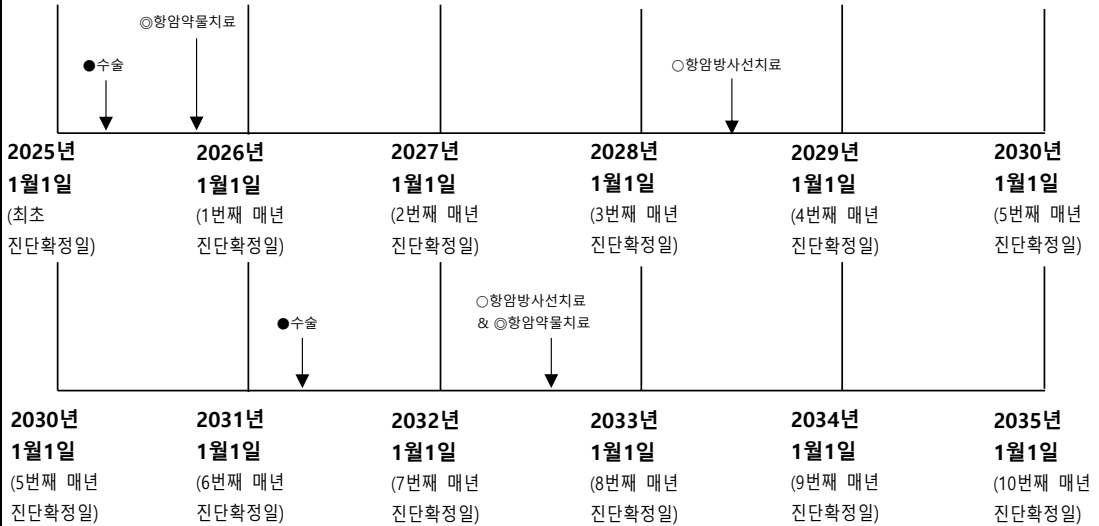 ◎항암약물치료
●수술
○항암방사선치료
2025년 2026년 2027년 2028년 2029년 2030년
1월1일 1월1일 1월1일 1월1일 1월1일 1월1일
(최초 (1번째 매년 (2번째 매년 (3번째 매년 (4번째 매년 (5번째 매년
진단확정일) 진단확정일) 진단확정일) 진단확정일) 진단확정일) 진단확정일)
○항암방사선치료
& ◎항암약물치료
●수술
2030년 2031년 2032년 2033년 2034년 2035년
1월1일 1월1일 1월1일 1월1일 1월1일 1월1일
(5번째 매년 (6번째 매년 (7번째 매년 (8번째 매년 (9번째 매년 (10번째 매년
진단확정일) 진단확정일) 진단확정일) 진단확정일) 진단확정일) 진단확정일)